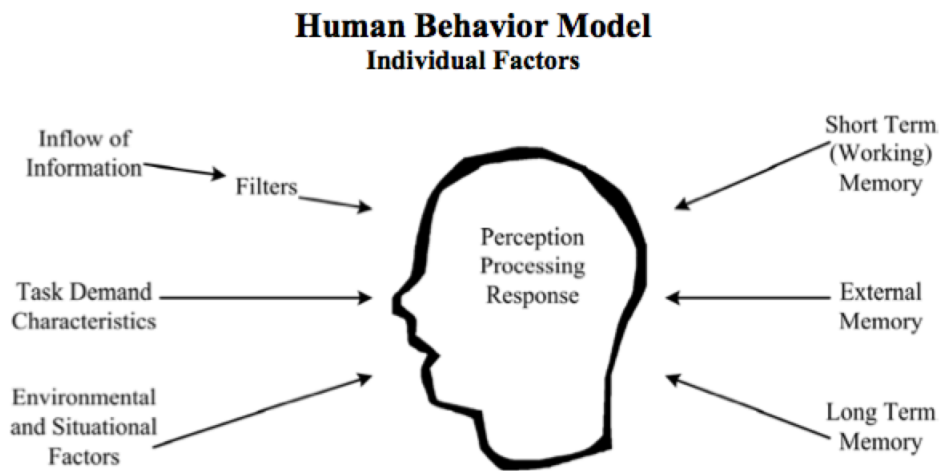 Human Behavior Model
Individual Factors
Inflow of
Information
Filters
Task Demand
Characteristics
Environmental
and Situational
Factors
Perception
Processing
Response
Short Term
(Working)
Memory
External
Memory
Long Term
Memory